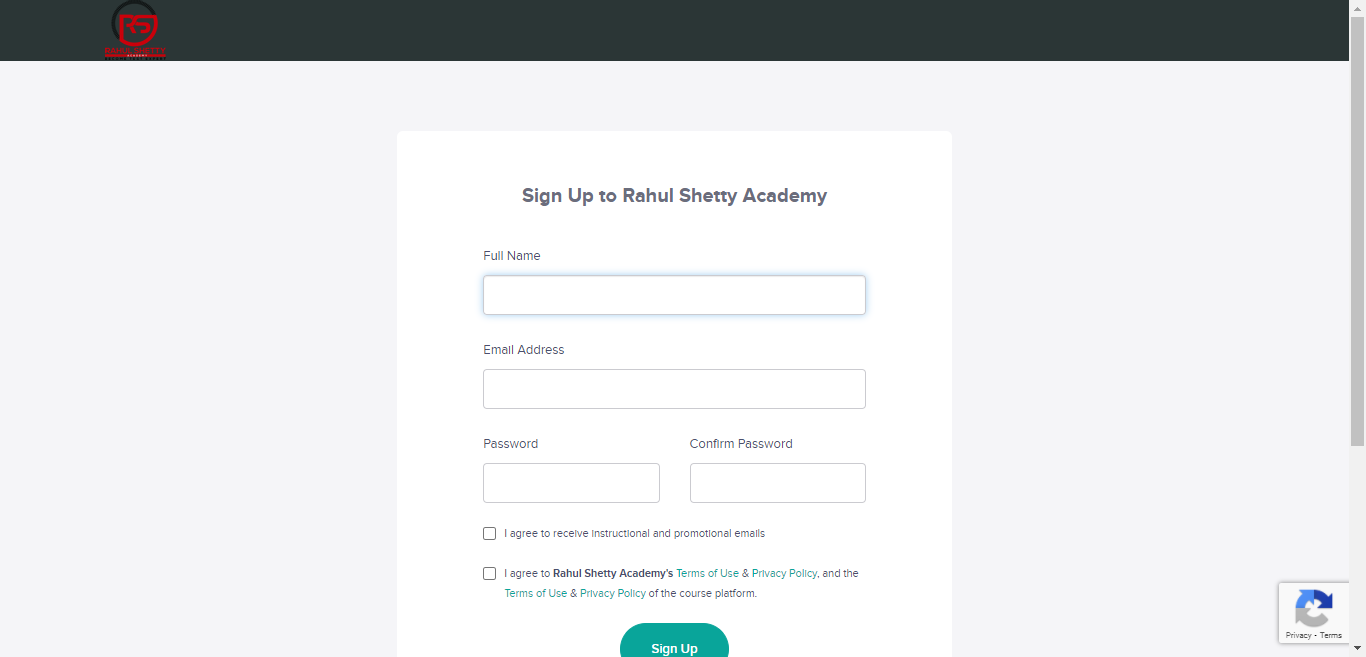 RAHUL SHETTY
Sign Up to Rahul Shetty Academy
Full Name
Email Address
Password
Confirm Password
I agree to receive instructional and promotional emails
I agree to Rahul Shetty Academy's Terms of Use & Privacy Policy, and the
Terms of Use & Privacy Policy of the course platform.
Sign Up
Privacy - Terms